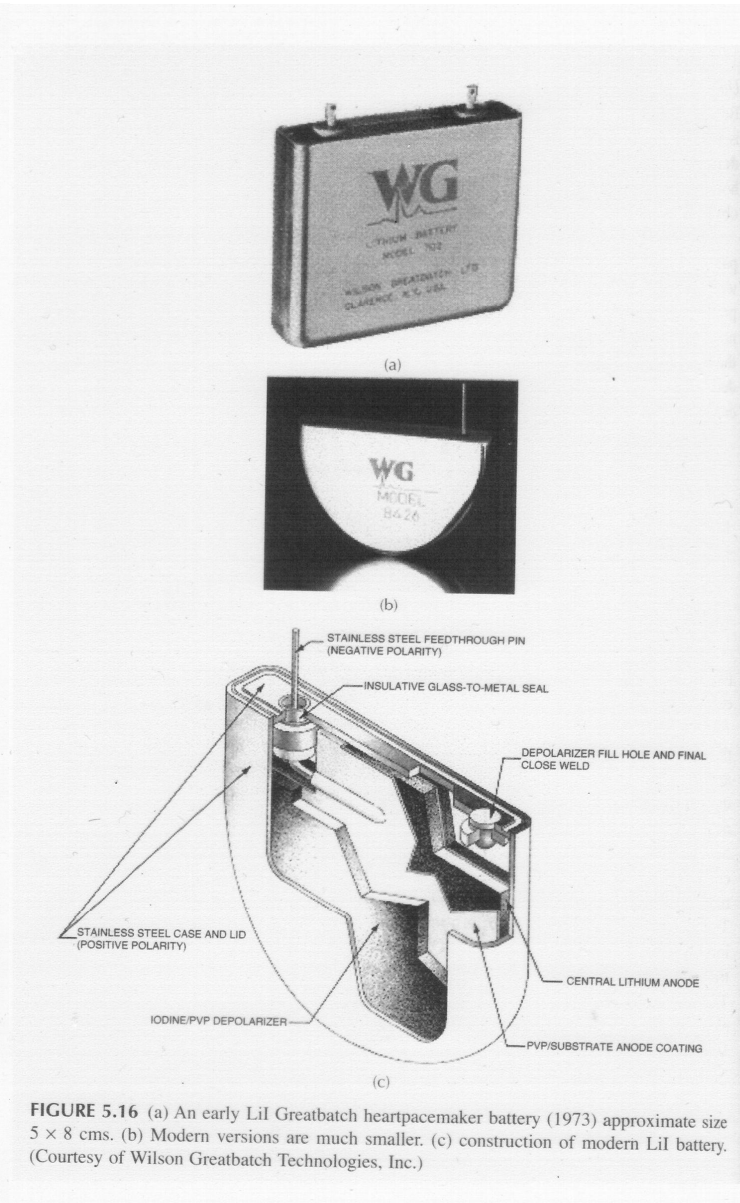 WG
LITHIUM BATTERY
MODEL 702
WILSON GREATBATCH LTD
CLARENCE, N.Y. USA
(a)
WG
MODEL
8426
(b)
STAINLESS STEEL FEEDTHROUGH PIN
(NEGATIVE POLARITY)
INSULATIVE GLASS-TO-METAL SEAL
DEPOLARIZER FILL HOLE AND FINAL
CLOSE WELD
STAINLESS STEEL CASE AND LID
(POSITIVE POLARITY)
CENTRAL LITHIUM ANODE
IODINE/PVP DEPOLARIZER
PVP/SUBSTRATE ANODE COATING
(c)
FIGURE 5.16 (a) An early LiI Greatbatch heartpacemaker battery (1973) approximate size
5 × 8 cms. (b) Modern versions are much smaller. (c) construction of modern LiI battery.
(Courtesy of Wilson Greatbatch Technologies, Inc.)